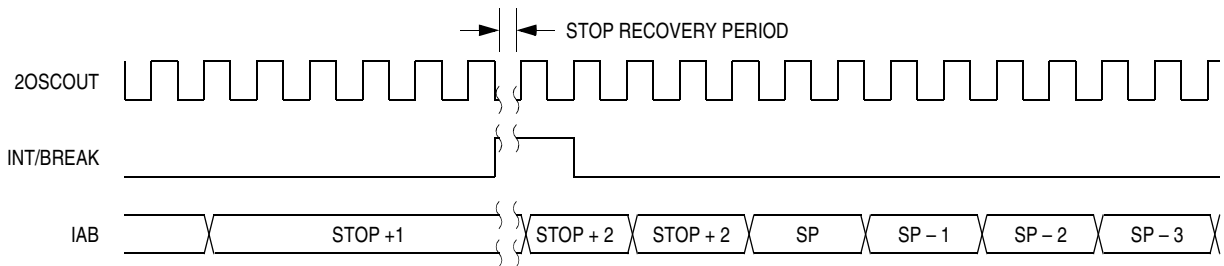 STOP RECOVERY PERIOD
2OSCOUT
INT/BREAK
IAB STOP +1 STOP + 2 STOP + 2 SP SP – 1 SP – 2 SP – 3